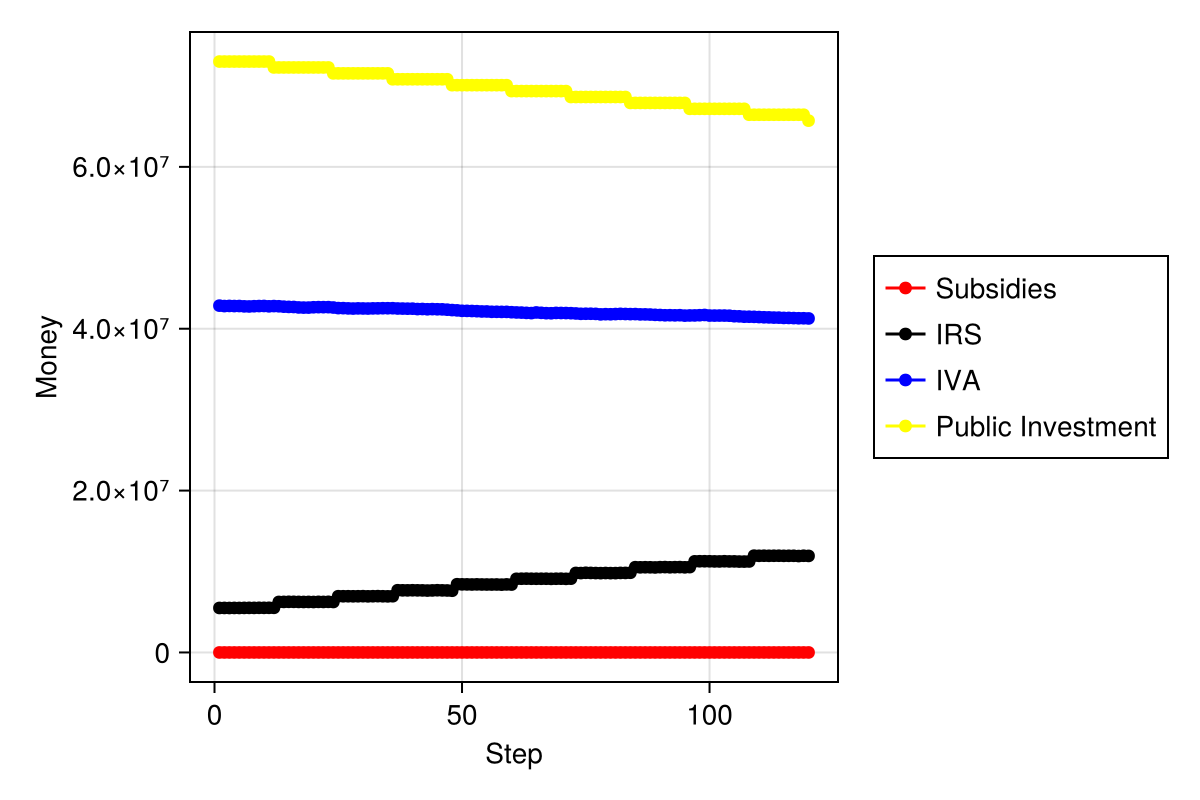 6.0×10⁷
4.0×10⁷
2.0×10⁷
0
Money
0
50
100
Step
Subsidies
IRS
IVA
Public Investment